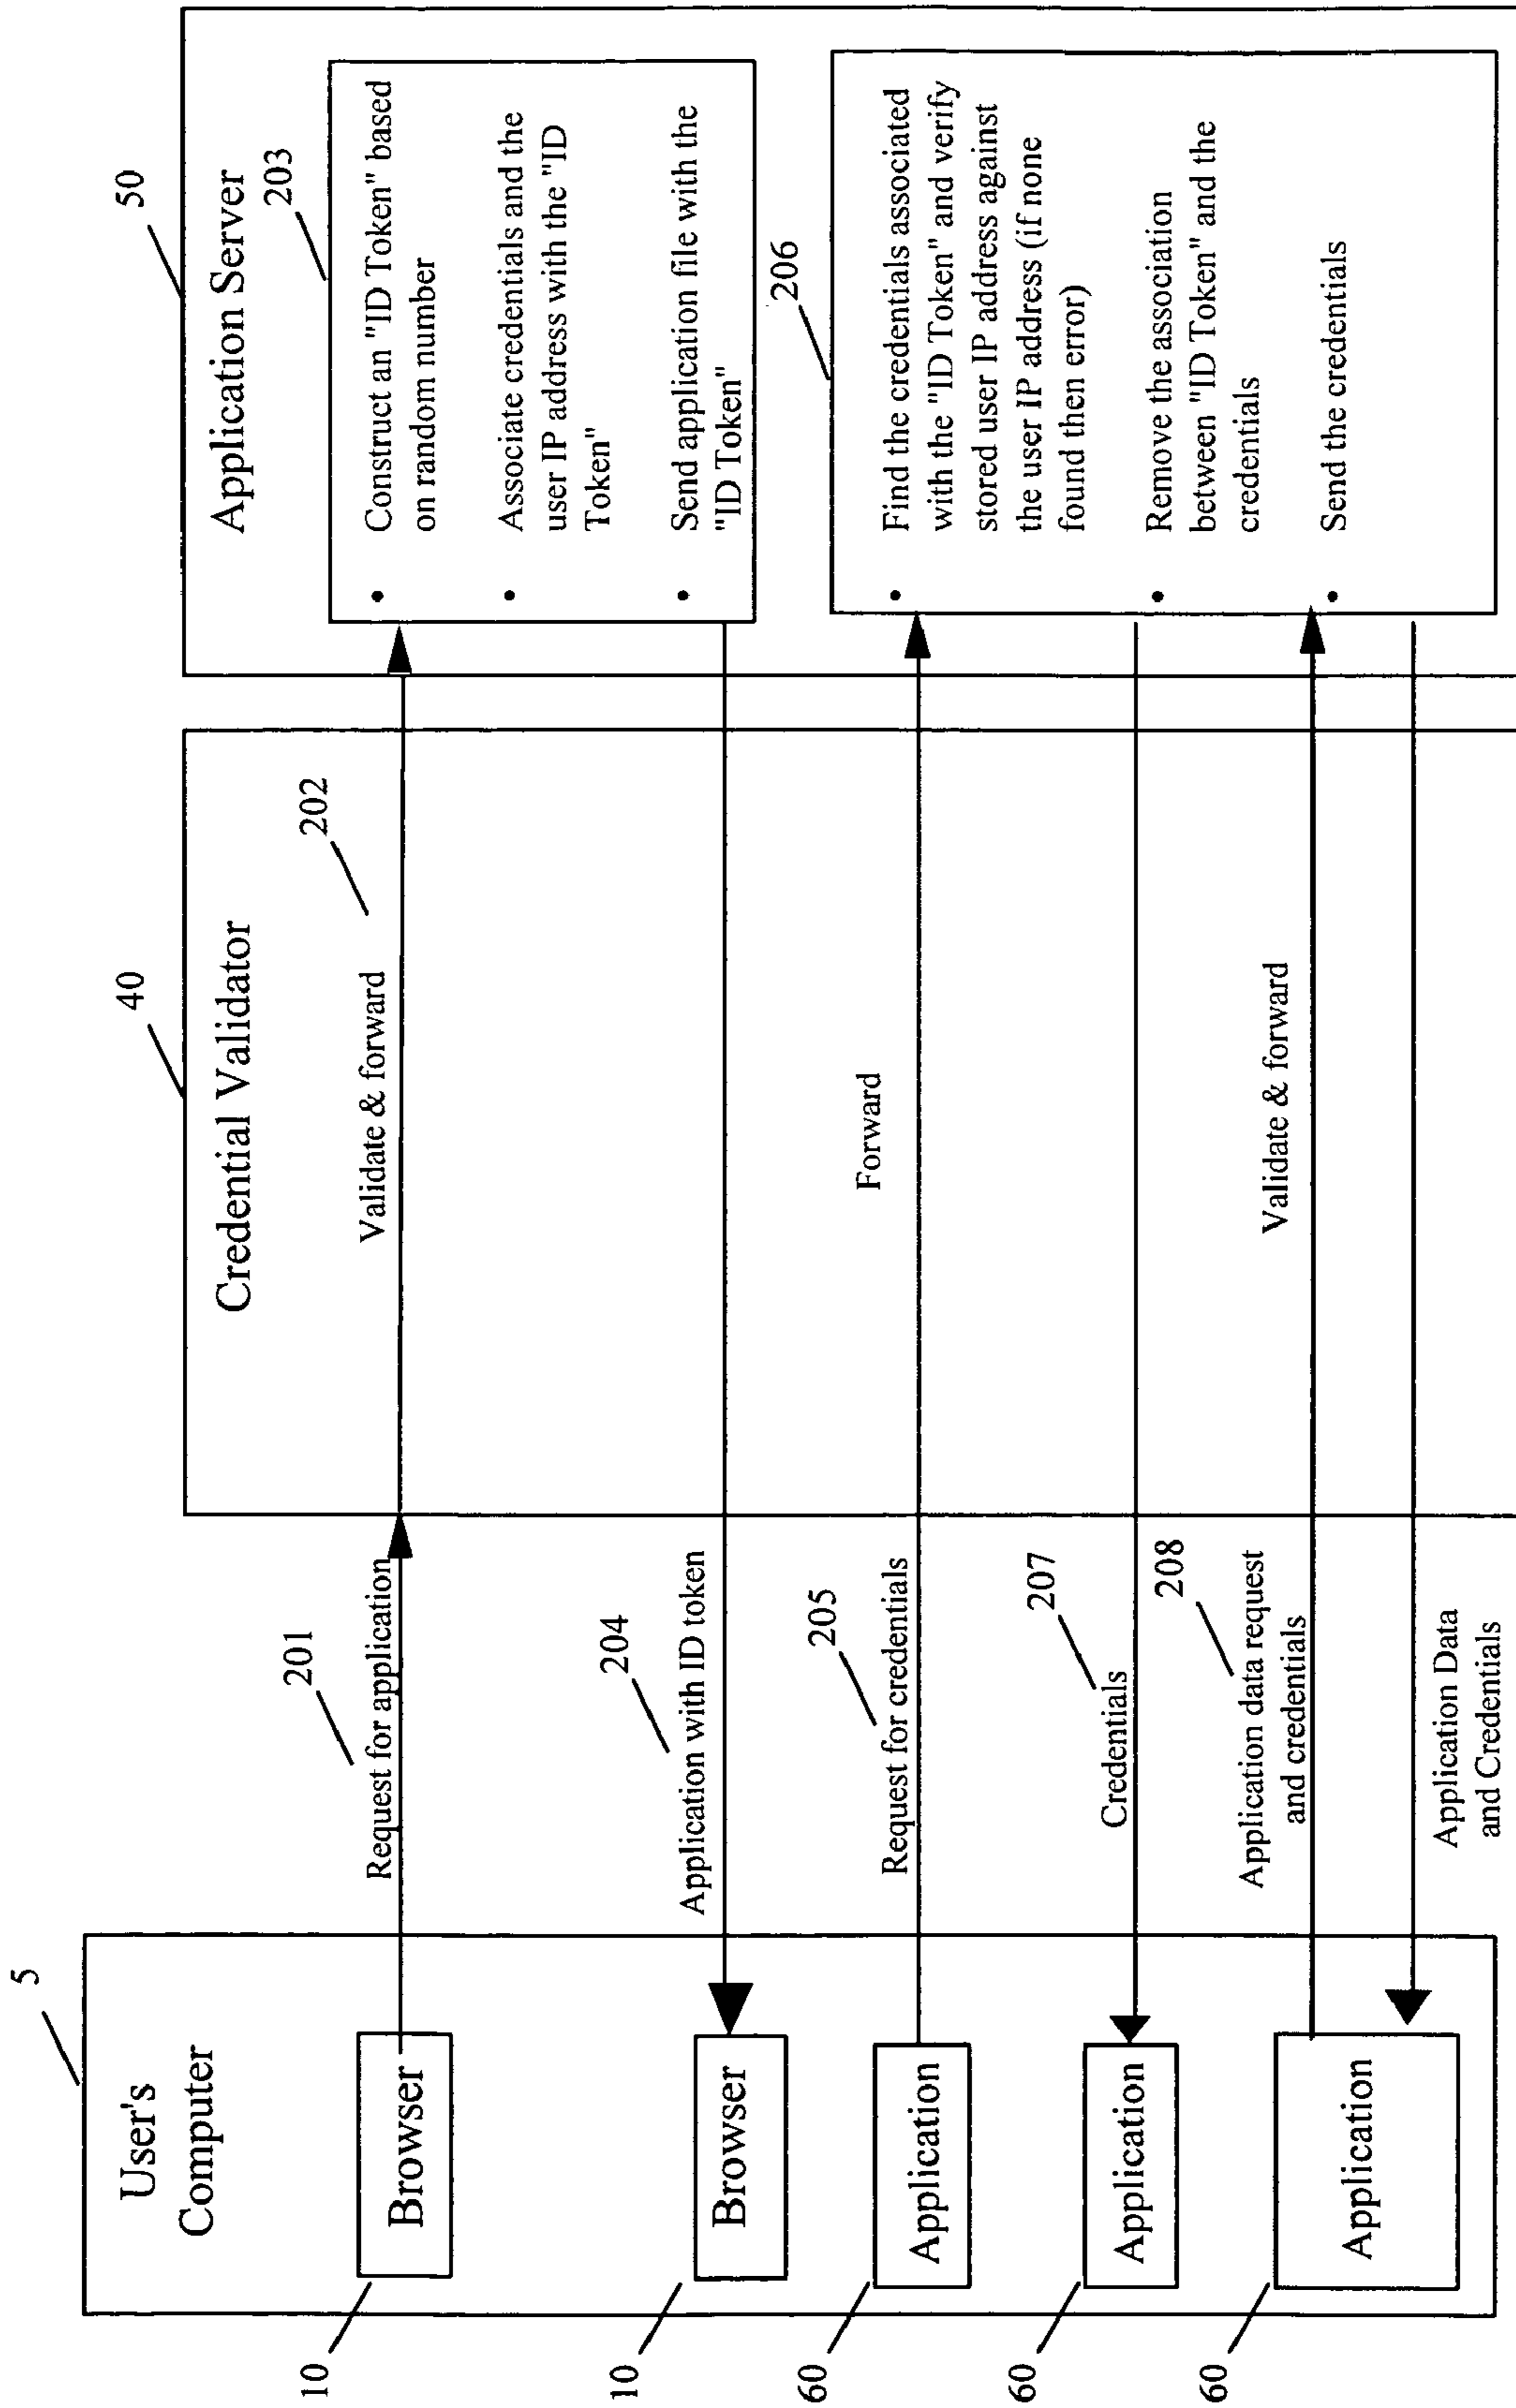 5
User's
Computer
40
Credential Validator
50
Application Server
10
Browser
201
Request for application
Validate & forward
202
203
• Construct an "ID Token" based
on random number
• Associate credentials and the
user IP address with the "ID
Token"
• Send application file with the
"ID Token"
10
Browser
204
Application with ID token
60
Application
205
Request for credentials
Forward
206
• Find the credentials associated
with the "ID Token" and verify
stored user IP address against
the user IP address (if none
found then error)
• Remove the association
between "ID Token" and the
credentials
• Send the credentials
60
Application
207
Credentials
60
Application
208
Application data request
and credentials
Validate & forward
Application Data
and Credentials